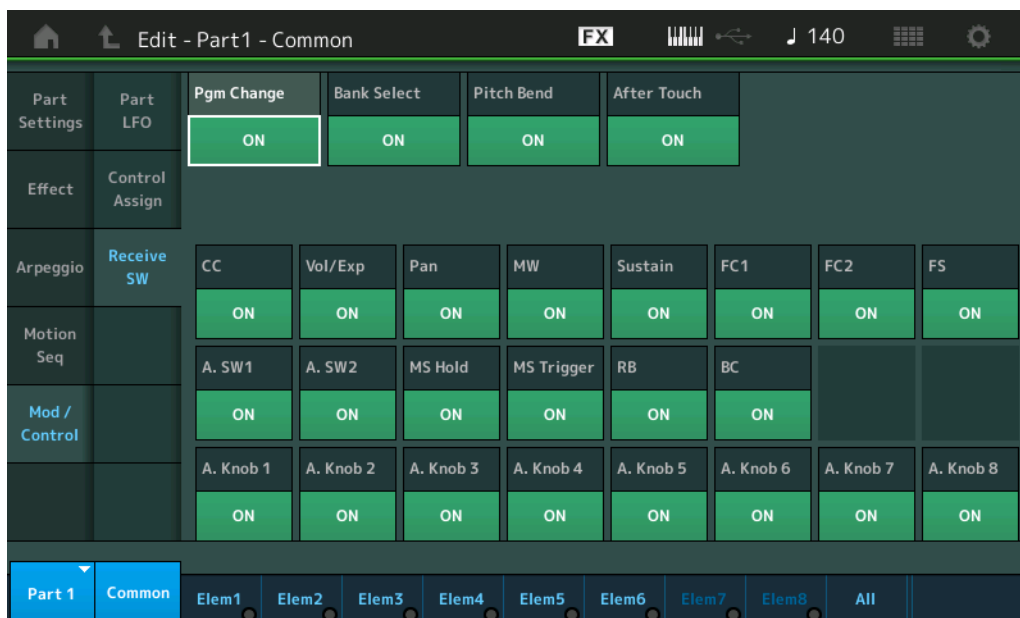 Edit - Part1 - Common FX 140
Part Settings
Part LFO
Pgm Change Bank Select Pitch Bend After Touch
ON ON ON ON
Effect
Control Assign
Arpeggio
Receive SW
CC Vol/Exp Pan MW Sustain FC1 FC2 FS
ON ON ON ON ON ON ON ON
Motion Seq
A. SW1 A. SW2 MS Hold MS Trigger RB BC
ON ON ON ON ON ON
Mod / Control
A. Knob 1 A. Knob 2 A. Knob 3 A. Knob 4 A. Knob 5 A. Knob 6 A. Knob 7 A. Knob 8
ON ON ON ON ON ON ON ON
Part 1 Common Elem1 Elem2 Elem3 Elem4 Elem5 Elem6 Elem7 Elem8 All